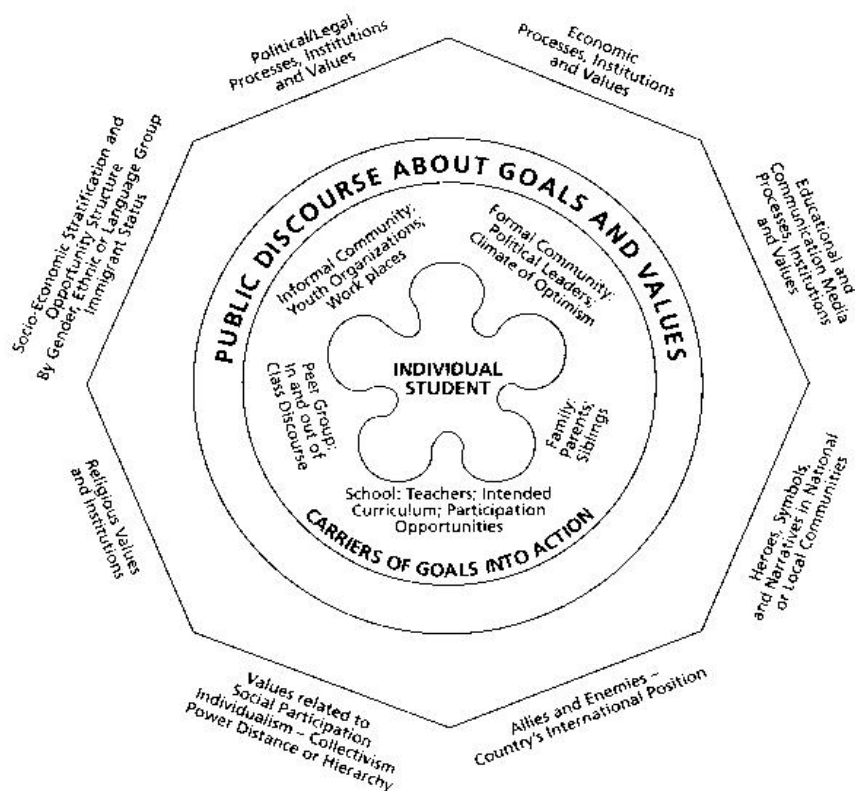 Political/Legal
Processes, Institutions
and Values
Economic
Processes, Institutions
and Values
Socio-Economic Stratification and
Opportunity Structure
By Gender, Ethnic or Language Group
Immigrant Status
Educational and
Communication Media
Processes, Institutions
and Values
PUBLIC DISCOURSE ABOUT GOALS AND VALUES
Informal Community;
Youth Organizations;
Work places
Formal Community;
Political Leaders;
Climate of Optimism
INDIVIDUAL
STUDENT
Peer Group;
In and out of
Class Discourse
Family;
Parents;
Siblings
School: Teachers; Intended
Curriculum; Participation
Opportunities
CARRIERS OF GOALS INTO ACTION
Religious Values
and Institutions
Heroes, Symbols,
and Narratives in National
or Local Communities
Values related to
Social Participation
Individualism – Collectivism
Power Distance or Hierarchy
Allies and Enemies –
Country's International Position